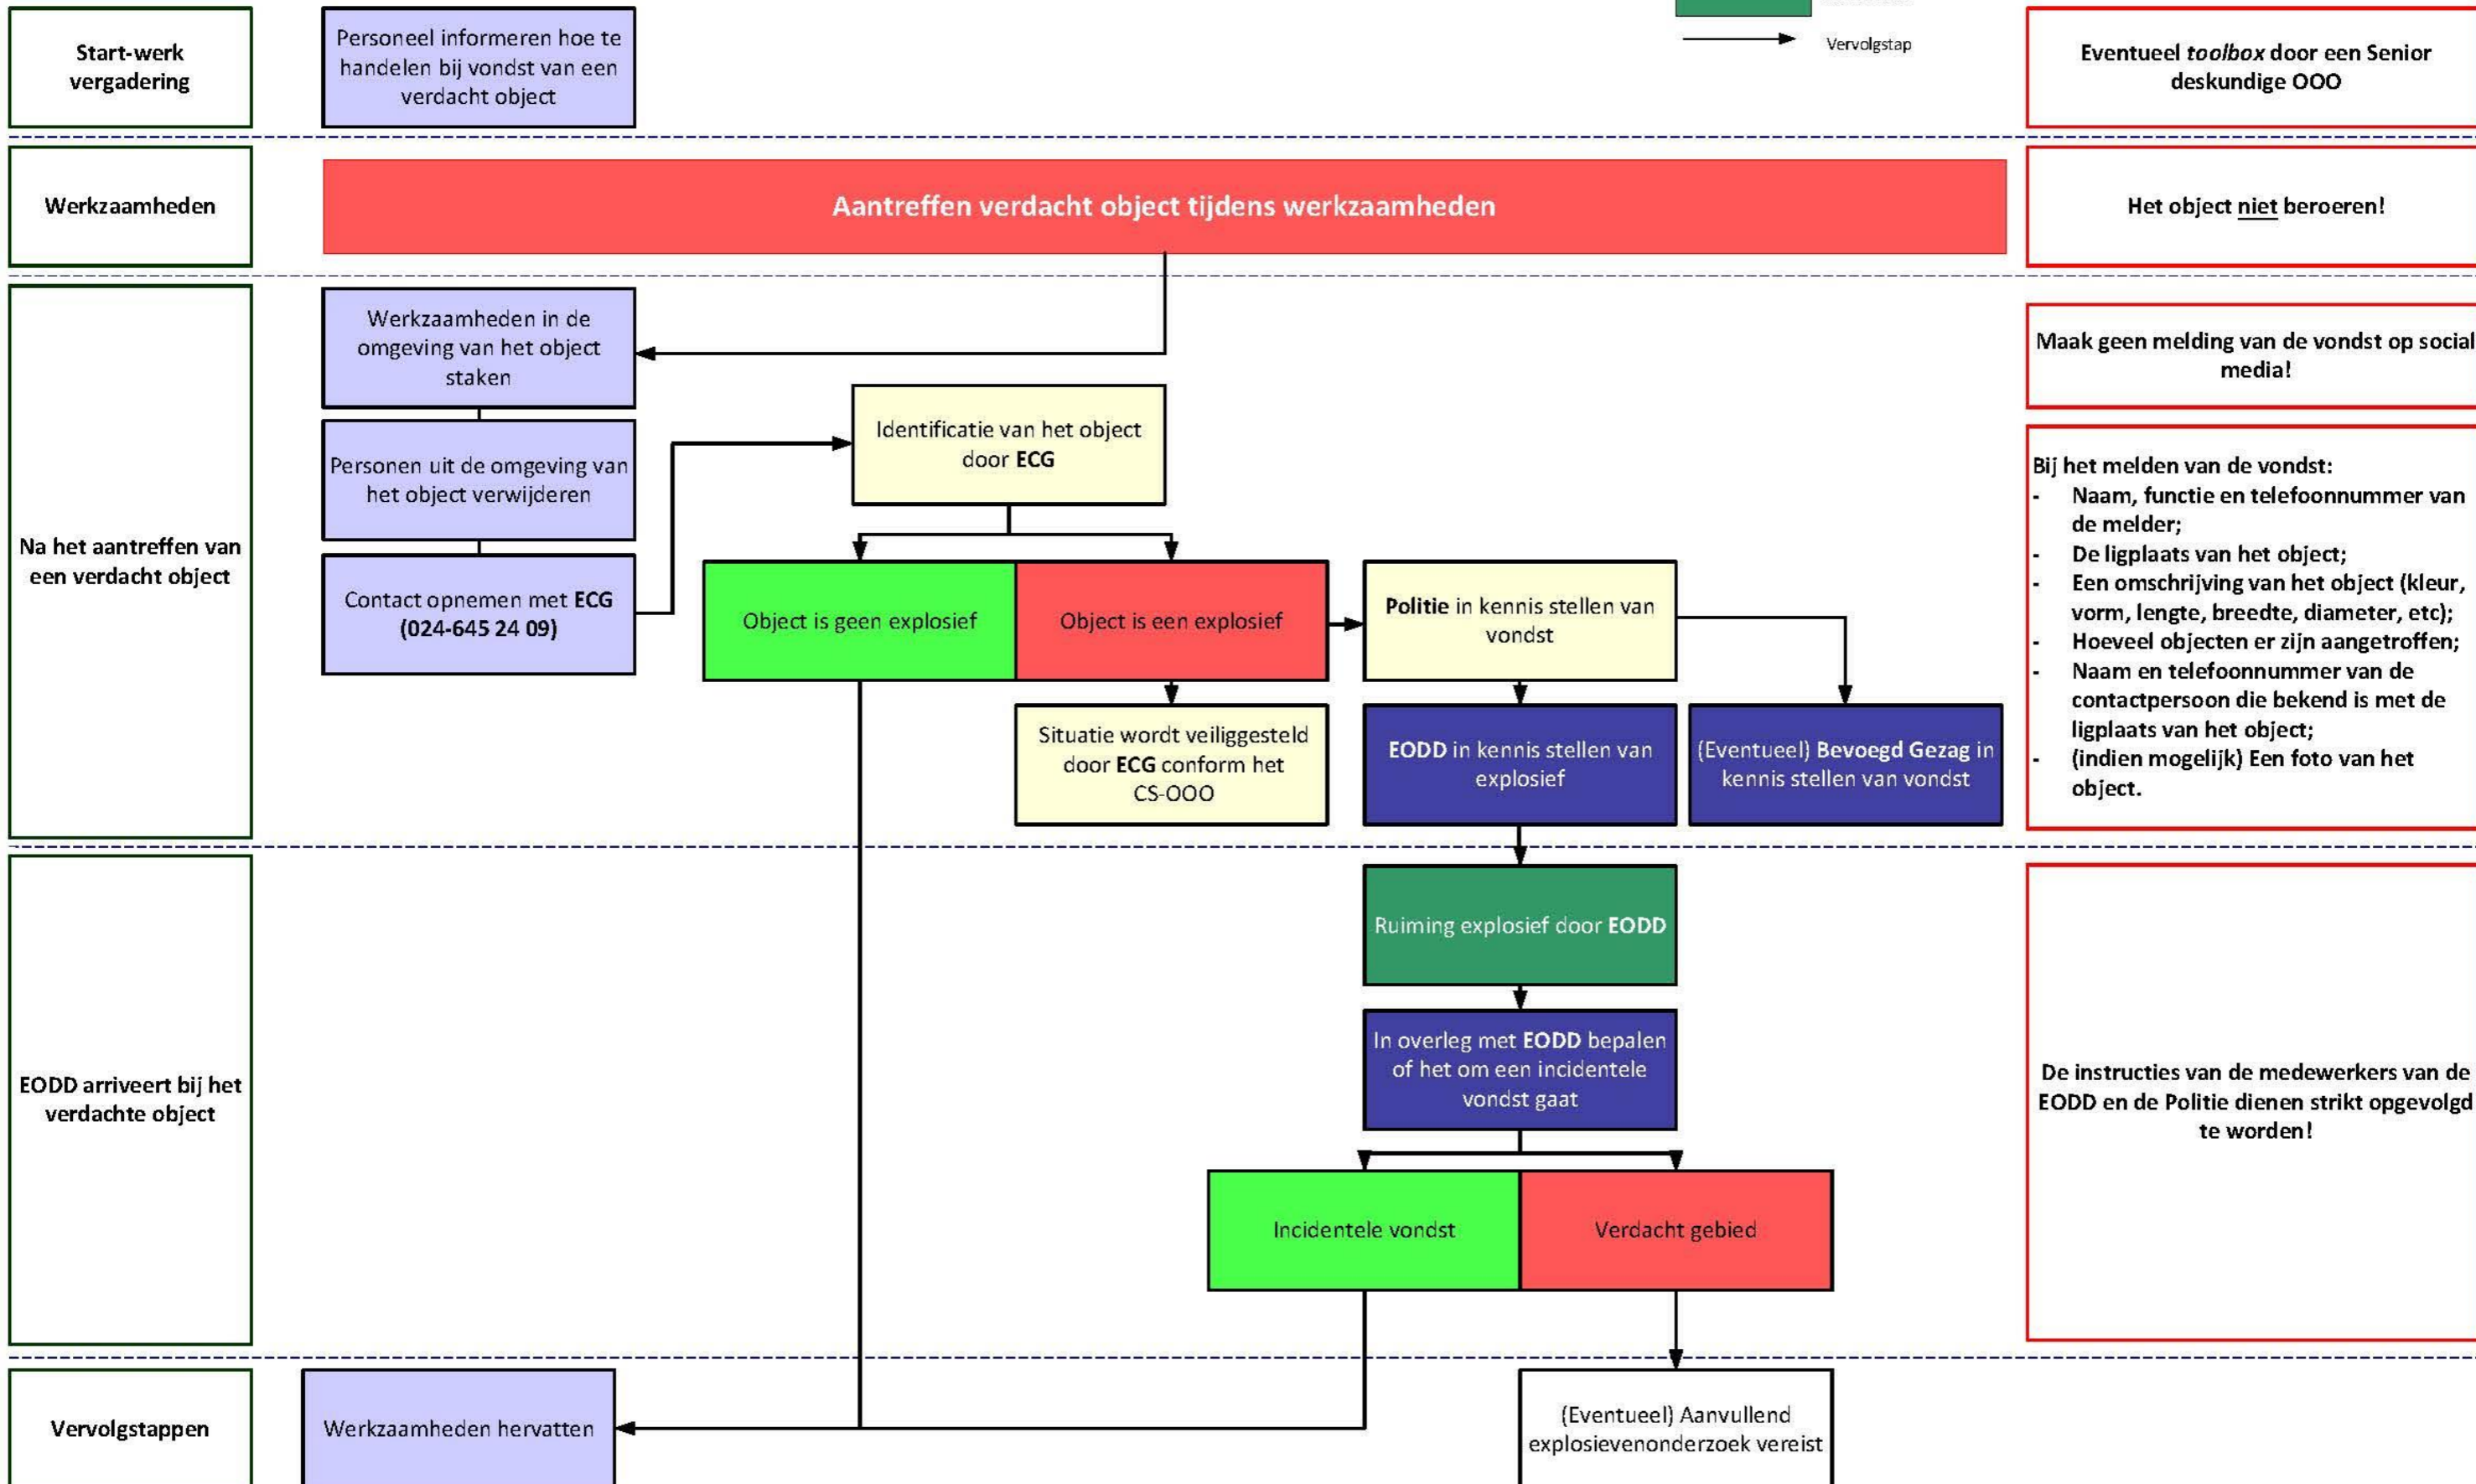 Vervolgstap
Start-werk
vergadering
Personeel informeren hoe te
handelen bij vondst van een
verdacht object
Eventueel toolbox door een Senior
deskundige OOO
Werkzaamheden
Aantreffen verdacht object tijdens werkzaamheden
Het object niet beroeren!
Na het aantreffen van
een verdacht object
Werkzaamheden in de
omgeving van het object
staken
Personen uit de omgeving van
het object verwijderen
Contact opnemen met ECG
(024-645 24 09)
Identificatie van het object
door ECG
Object is geen explosief
Object is een explosief
Situatie wordt veiliggesteld
door ECG conform het
CS-OOO
Politie in kennis stellen van
vondst
EODD in kennis stellen van
explosief
(Eventueel) Bevoegd Gezag in
kennis stellen van vondst
Maak geen melding van de vondst op social
media!
Bij het melden van de vondst:
- Naam, functie en telefoonnummer van
de melder;
- De ligplaats van het object;
- Een omschrijving van het object (kleur,
vorm, lengte, breedte, diameter, etc);
- Hoeveel objecten er zijn aangetroffen;
- Naam en telefoonnummer van de
contactpersoon die bekend is met de
ligplaats van het object;
- (indien mogelijk) Een foto van het
object.
EODD arriveert bij het
verdachte object
Ruiming explosief door EODD
In overleg met EODD bepalen
of het om een incidentele
vondst gaat
Incidentele vondst
Verdacht gebied
De instructies van de medewerkers van de
EODD en de Politie dienen strikt opgevolgd
te worden!
Vervolgstappen
Werkzaamheden hervatten
(Eventueel) Aanvullend
explosievenonderzoek vereist